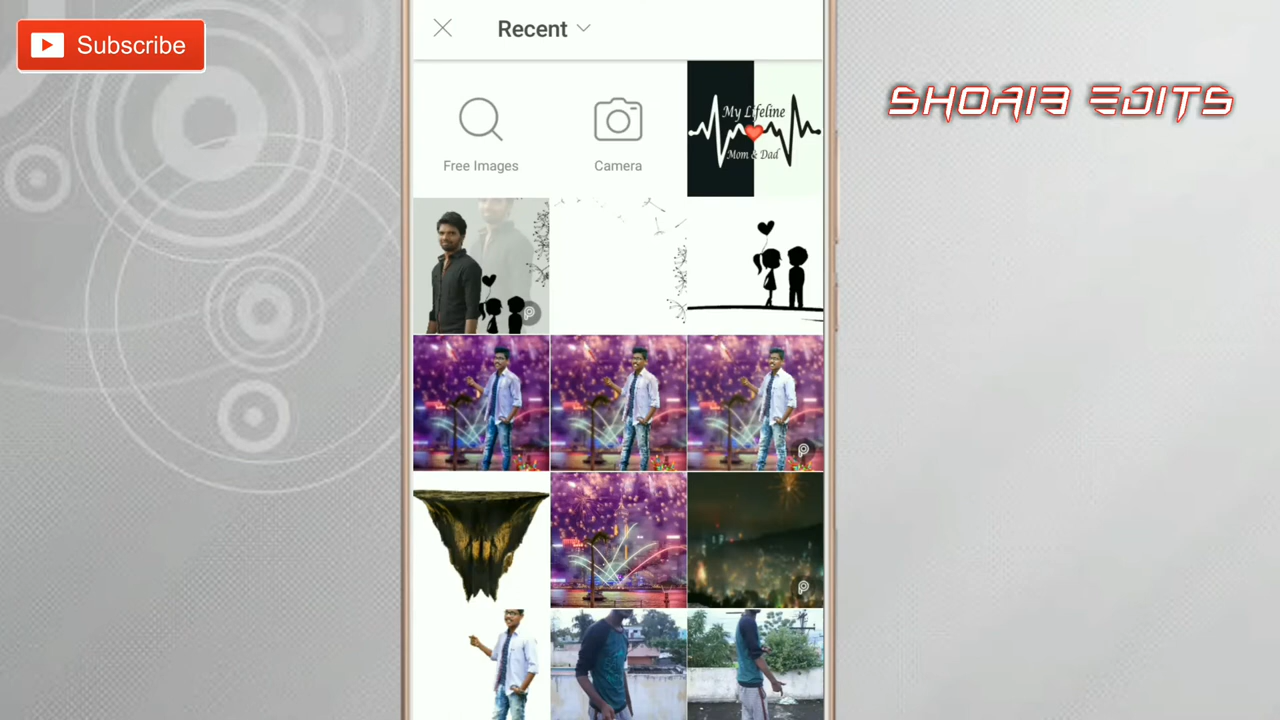 Subscribe
Recent
SHOAIB EDITS
Free Images
Camera
My Lifeline
Mom & Dad